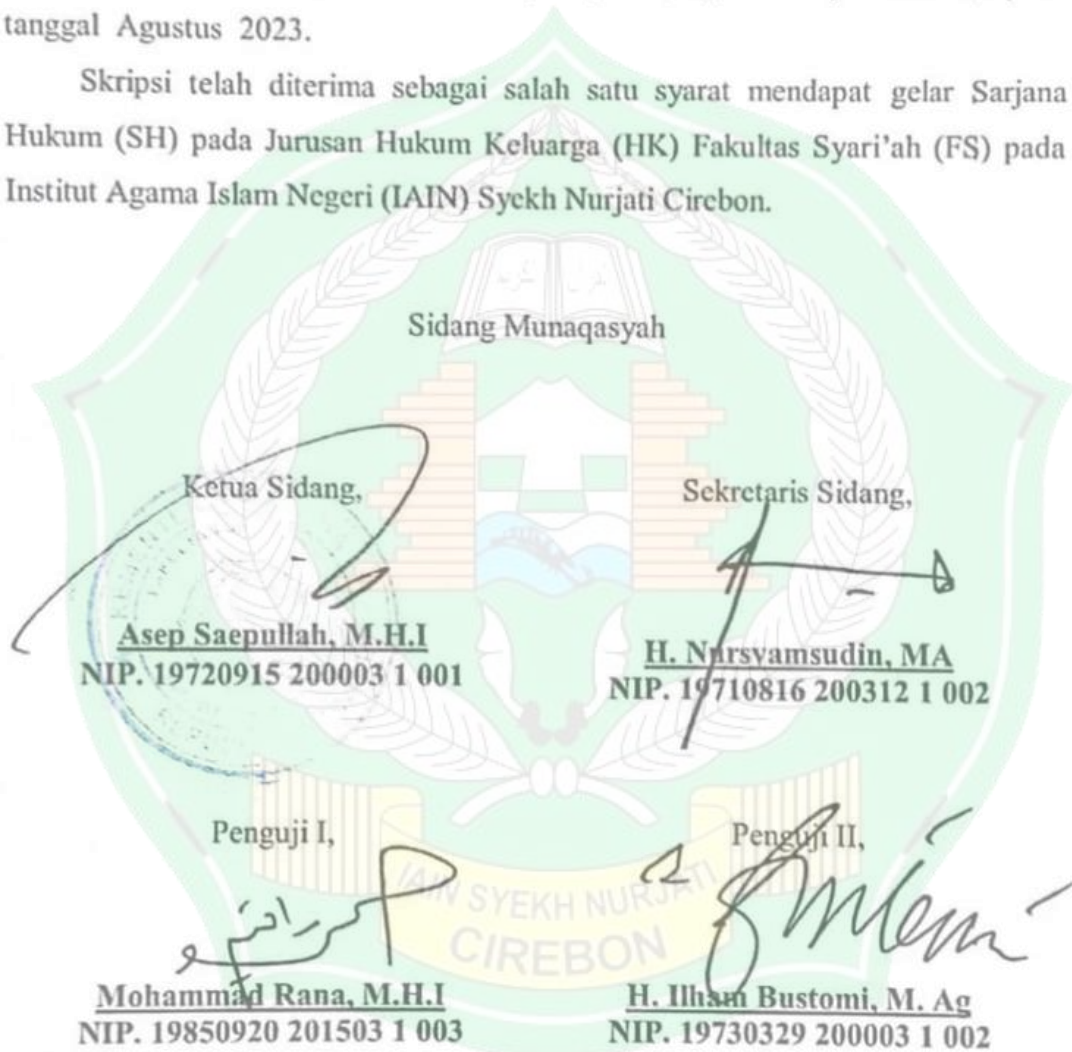 tanggal Agustus 2023.
Skripsi telah diterima sebagai salah satu syarat mendapat gelar Sarjana
Hukum (SH) pada Jurusan Hukum Keluarga (HK) Fakultas Syari'ah (FS) pada
Institut Agama Islam Negeri (IAIN) Syekh Nurjati Cirebon.
Sidang Munaqasyah
Ketua Sidang,
Sekretaris Sidang,
Asep Saepullah, M.H.I
NIP. 19720915 200003 1 001
H. Nursyamsudin, MA
NIP. 19710816 200312 1 002
Penguji I,
Penguji II,
IAIN SYEKH NURJATI
CIREBON
Mohammad Rana, M.H.I
NIP. 19850920 201503 1 003
H. Ilham Bustomi, M. Ag
NIP. 19730329 200003 1 002